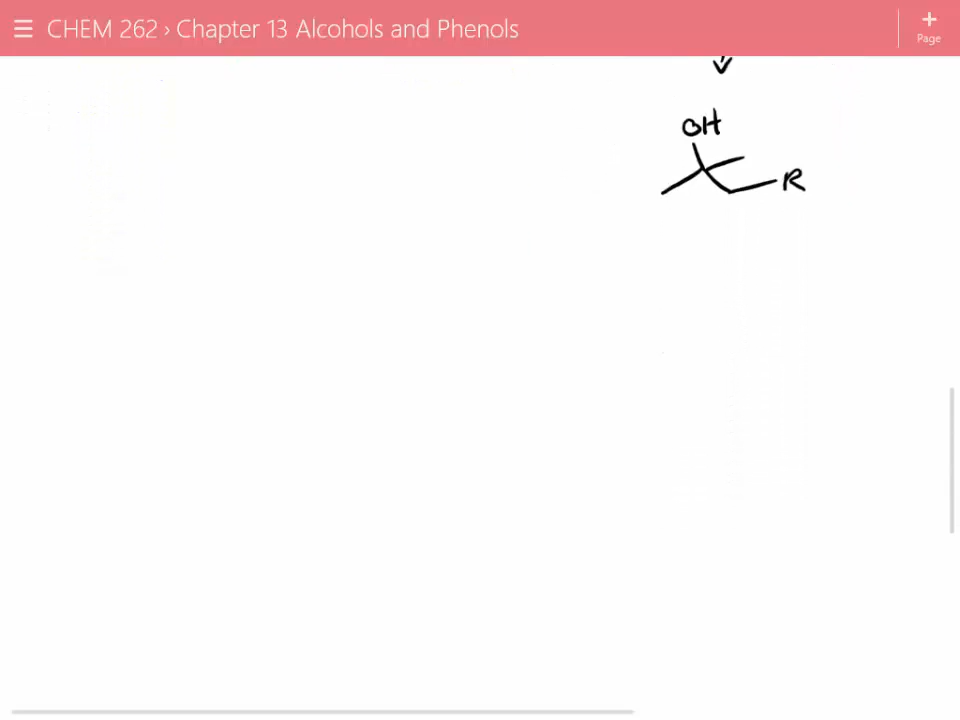 ☰ CHEM 262 › Chapter 13 Alcohols and Phenols
+
Page
OH
R